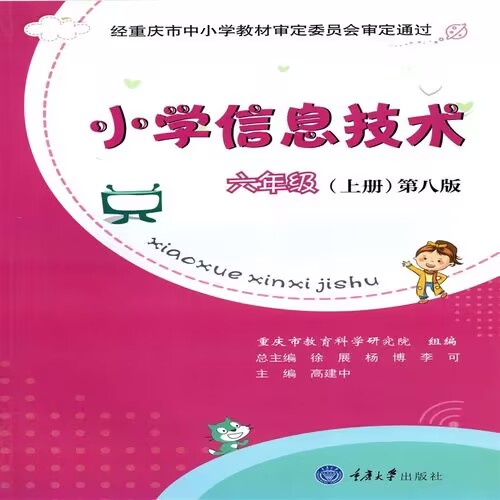 经重庆市中小学教材审定委员会审定通过
小学信息技术
六年级（上册）第八版
xiaoxue xinxi jishu
重庆市教育科学研究院 组编
总主编 徐 展 杨 博 李 可
主 编 高建中
重庆大学出版社